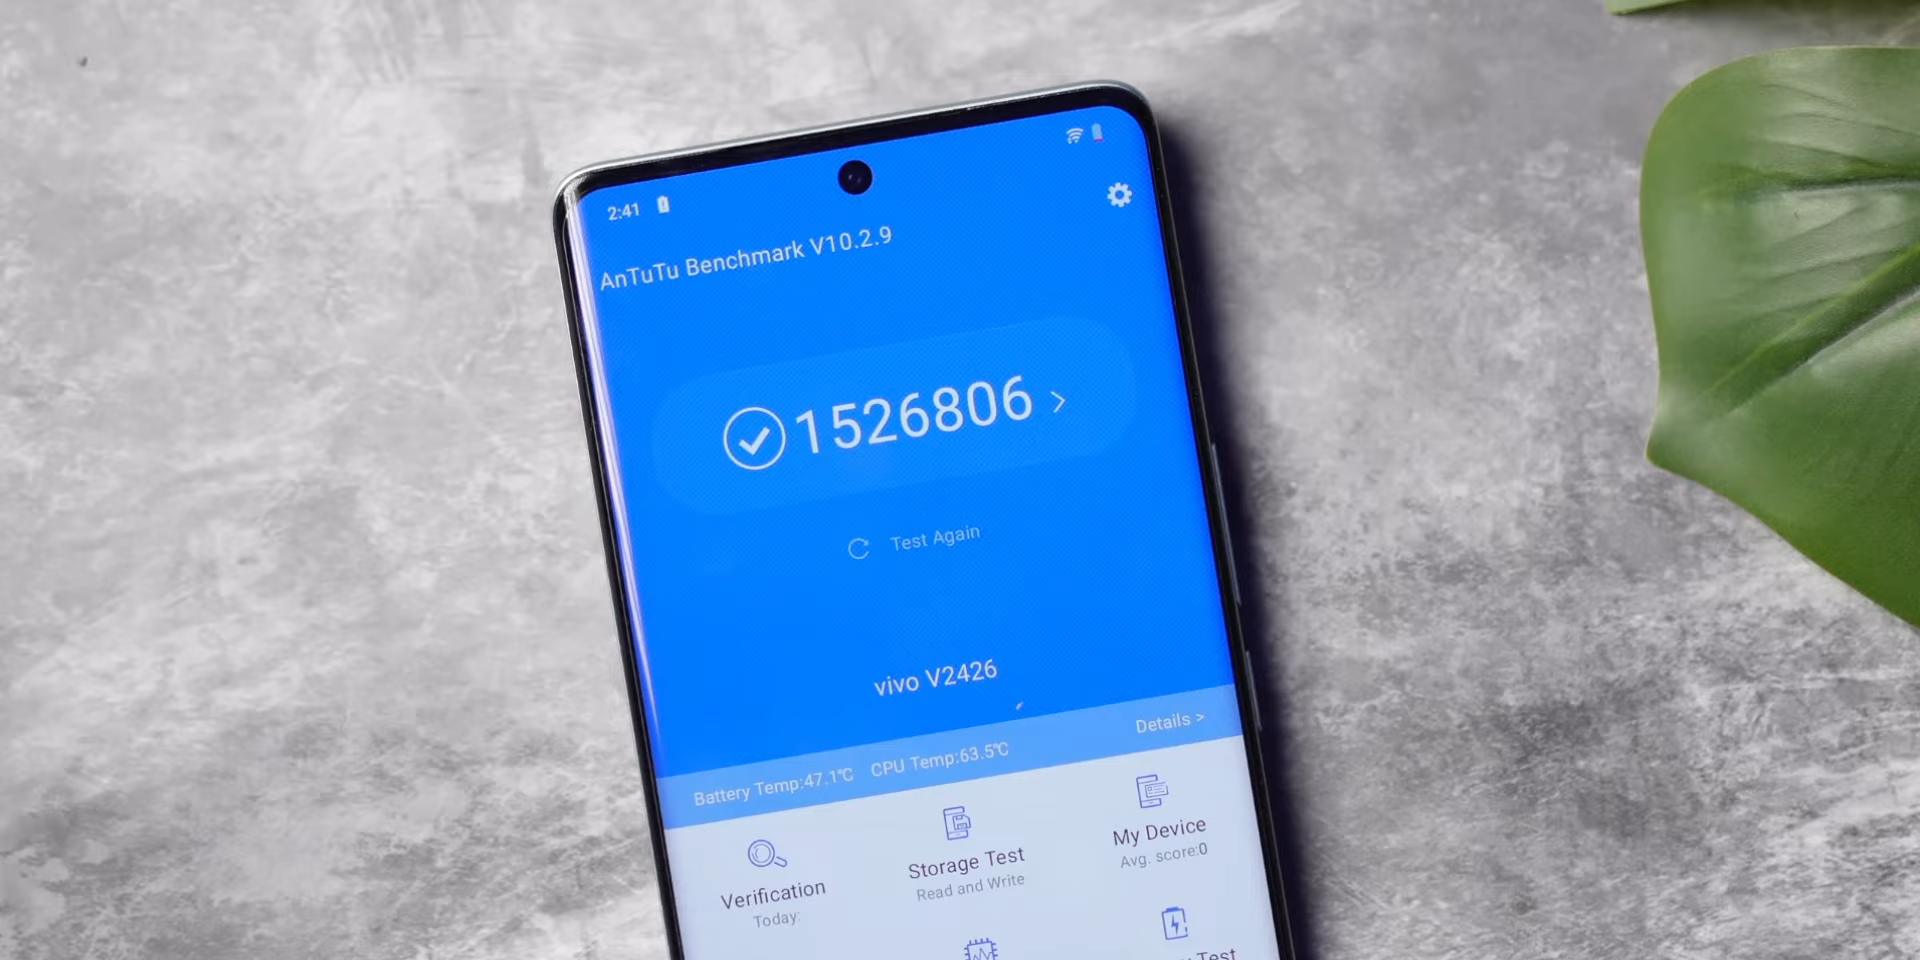 2:41
AnTuTu Benchmark V10.2.9
1526806 >
Test Again
vivo V2426
Battery Temp:47.1℃ CPU Temp:63.5℃ Details >
Verification
Today:
Storage Test
Read and Write
My Device
Avg. score:0
Test